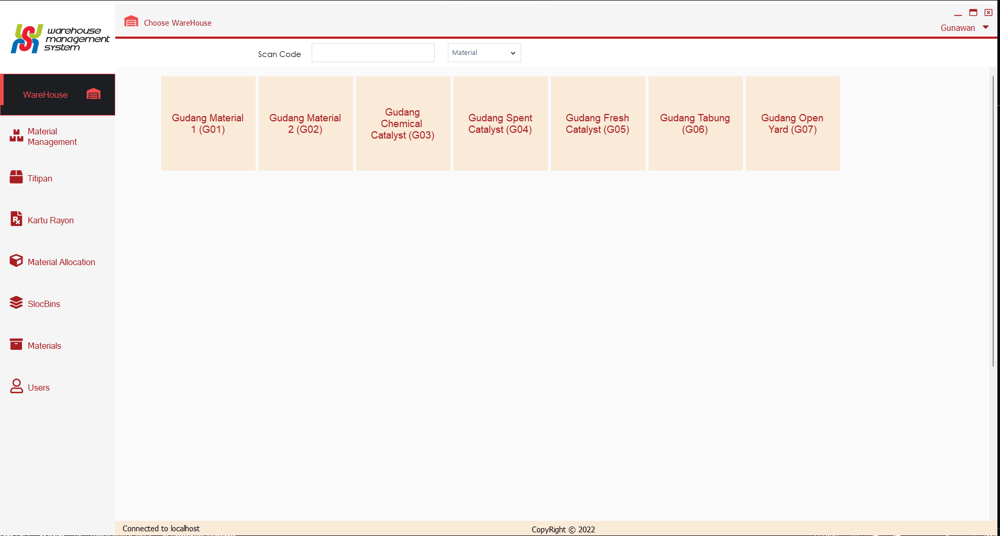 warehouse
management
system
Choose WareHouse
Gunawan
Scan Code
Material
WareHouse
Material
Management
Titipan
Kartu Rayon
Material Allocation
SlocBins
Materials
Users
Gudang Material
1 (G01)
Gudang Material
2 (G02)
Gudang
Chemical
Catalyst (G03)
Gudang Spent
Catalyst (G04)
Gudang Fresh
Catalyst (G05)
Gudang Tabung
(G06)
Gudang Open
Yard (G07)
Connected to localhost
CopyRight © 2022